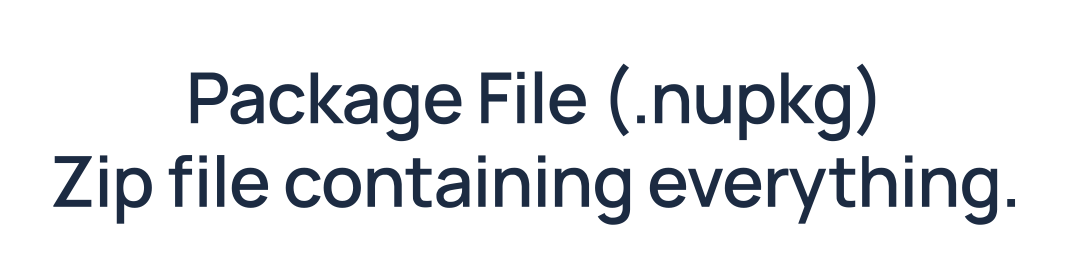 Package File (.nupkg)
Zip file containing everything.